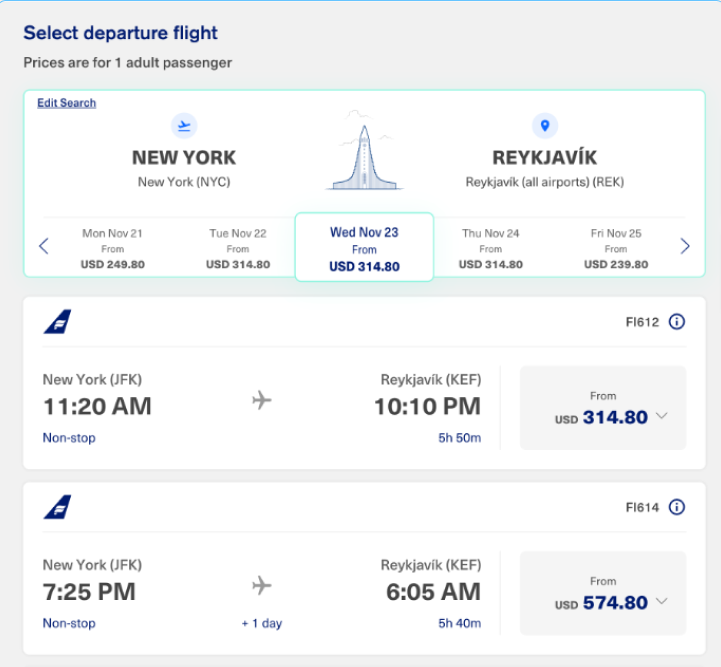 Select departure flight
Prices are for 1 adult passenger
Edit Search
NEW YORK
New York (NYC)
REYKJAVÍK
Reykjavík (all airports) (REK)
Mon Nov 21
From
USD 249.80
Tue Nov 22
From
USD 314.80
Wed Nov 23
From
USD 314.80
Thu Nov 24
From
USD 314.80
Fri Nov 25
From
USD 239.80
FI612
New York (JFK)
11:20 AM
Non-stop
Reykjavík (KEF)
10:10 PM
5h 50m
From
USD 314.80
FI614
New York (JFK)
7:25 PM
Non-stop
+ 1 day
Reykjavík (KEF)
6:05 AM
5h 40m
From
USD 574.80